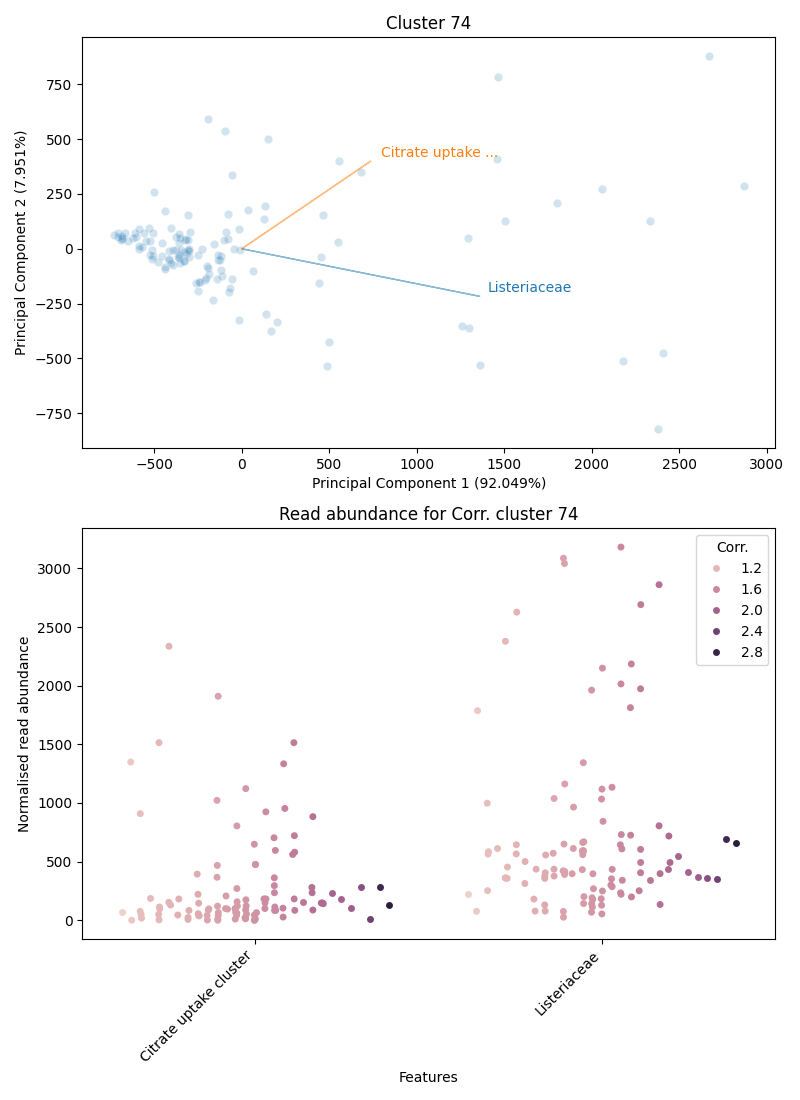 Cluster 74
750
500
250
0
−250
−500
−750
Principal Component 2 (7.951%)
Citrate uptake ...
Listeriaceae
−500
0
500
1000
1500
2000
2500
3000
Principal Component 1 (92.049%)
Read abundance for Corr. cluster 74
3000
2500
2000
1500
1000
500
0
Normalised read abundance
Corr.
1.2
1.6
2.0
2.4
2.8
Citrate uptake cluster
Listeriaceae
Features